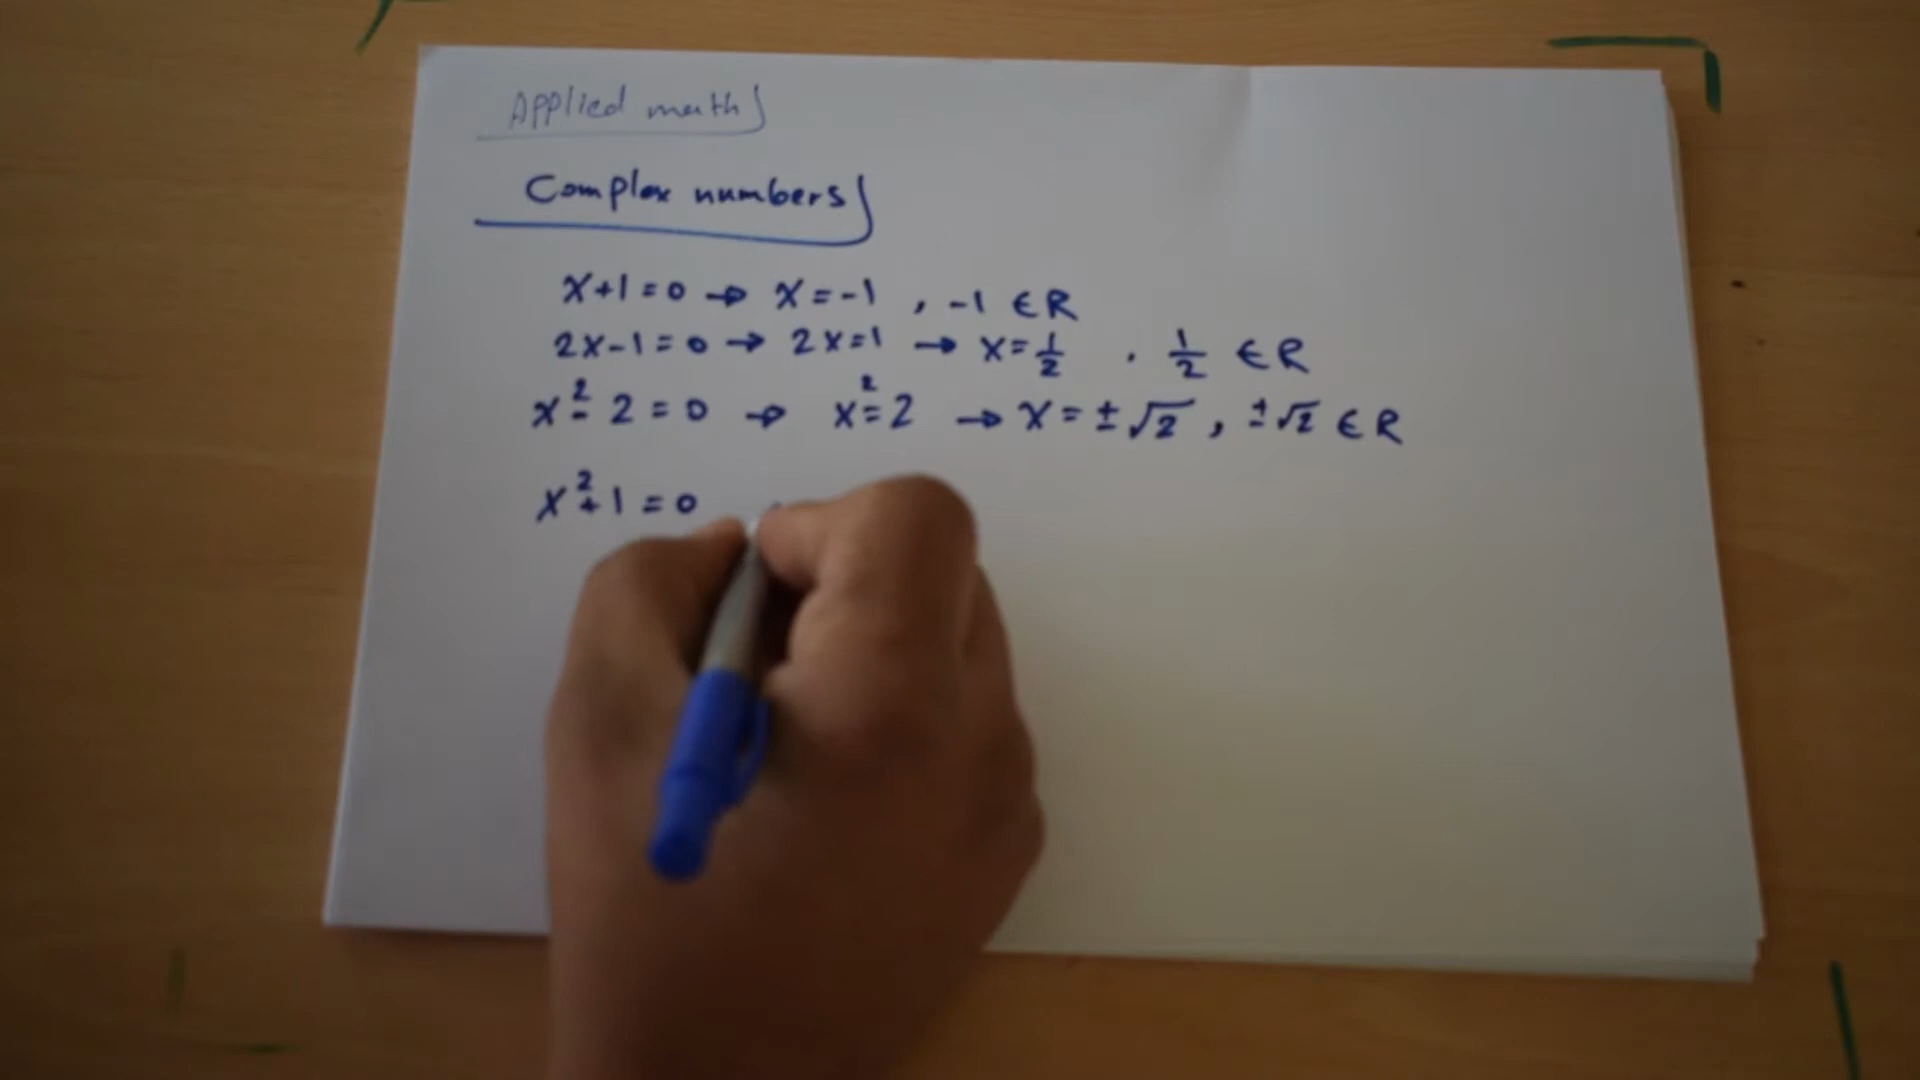 Applied math
Complex numbers
x+1=0 → x=-1 , -1 ∈ R
2x-1=0 → 2x=1 → x=1/2 . 1/2 ∈ R
x²-2=0 → x²=2 → x=±√2 , ±√2 ∈ R
x²+1=0